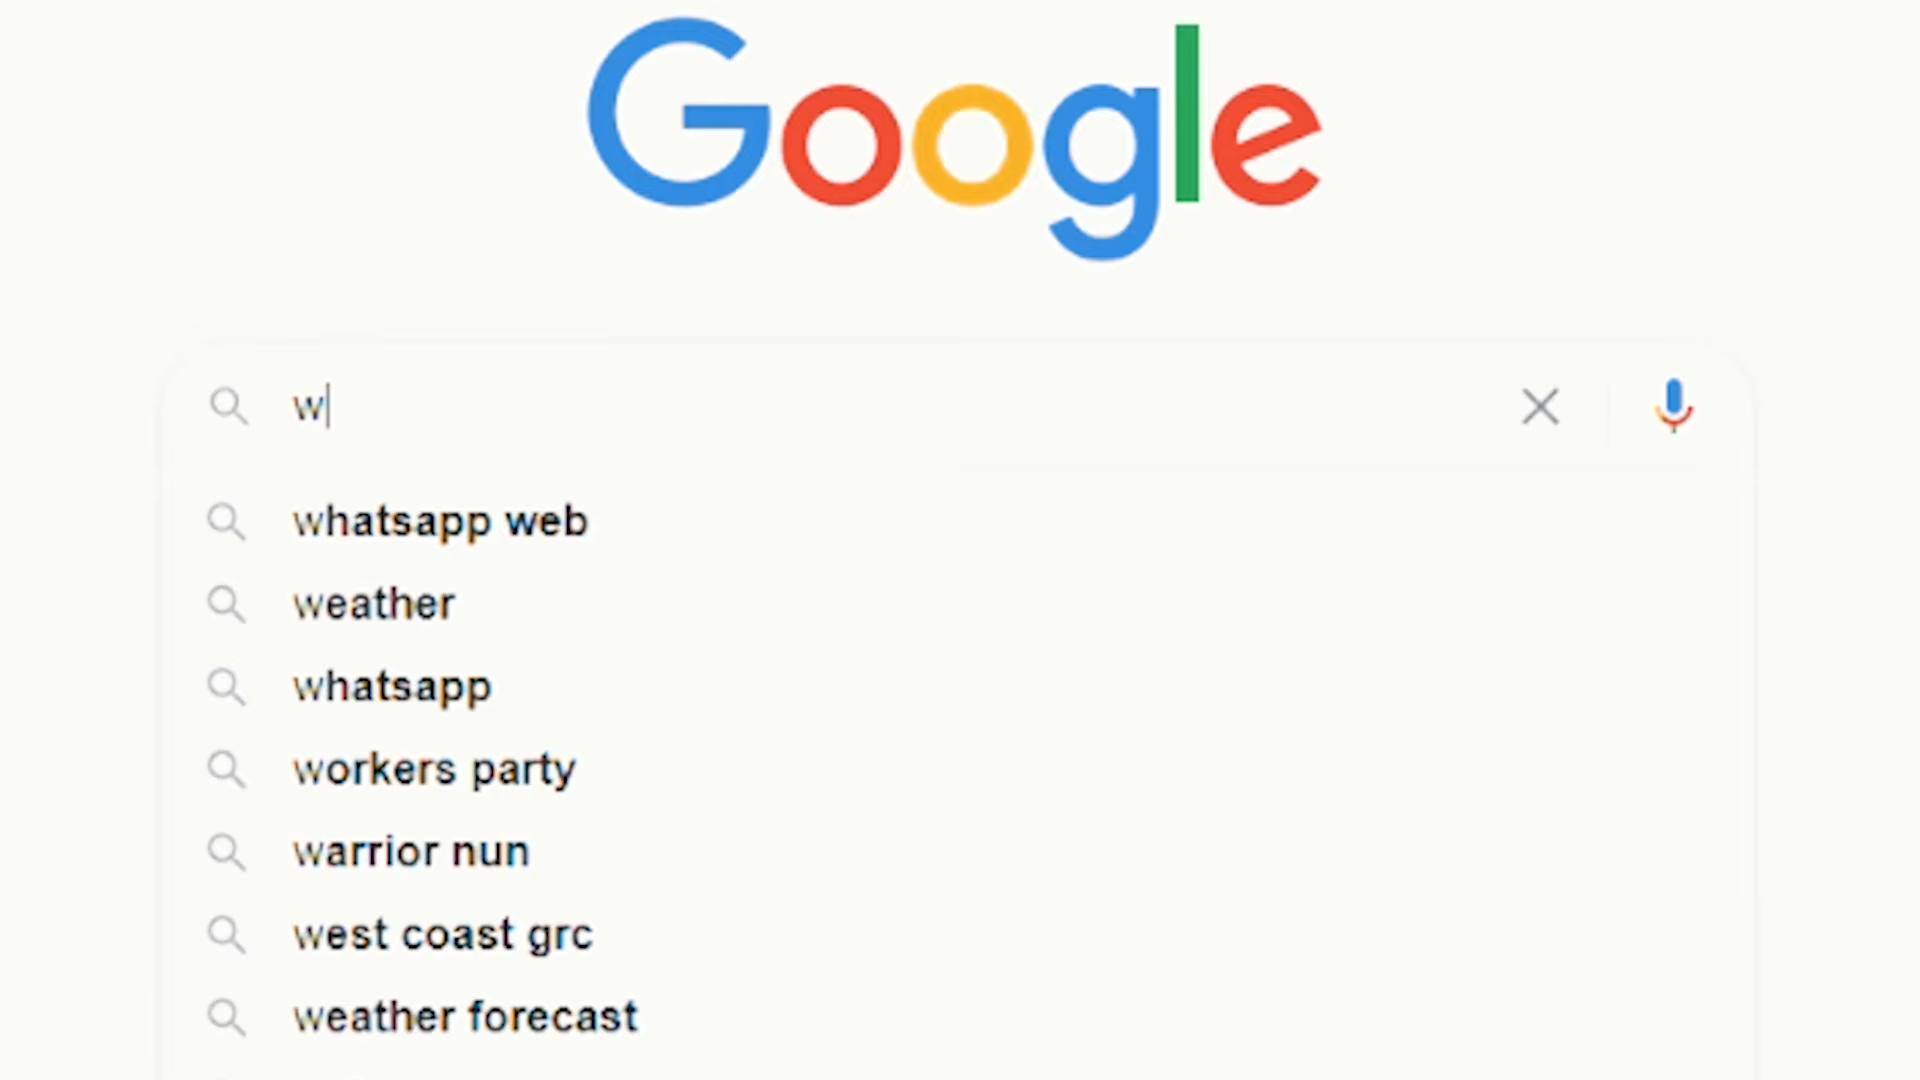 Google
w
whatsapp web
weather
whatsapp
workers party
warrior nun
west coast grc
weather forecast